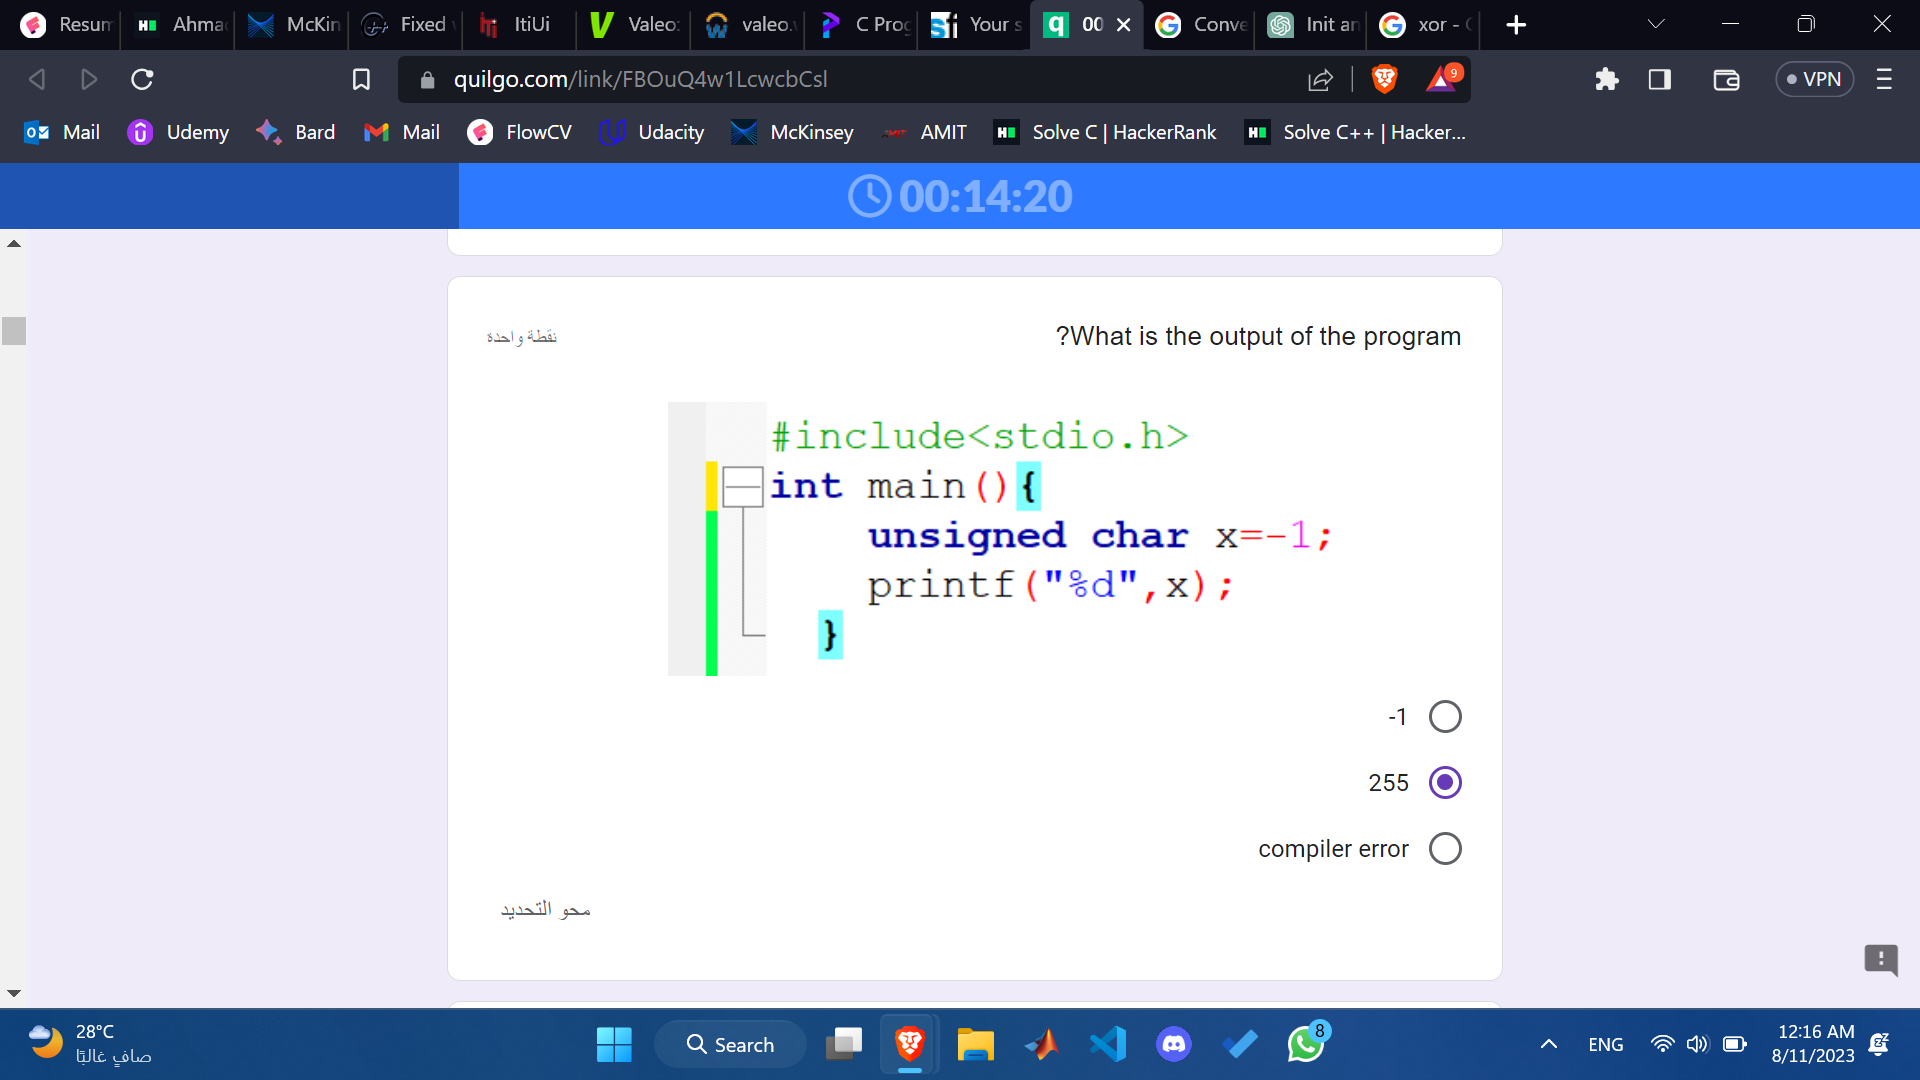 Resum
Ahma
McKin
Fixed
ItiUi
Valeo:
valeo.
C Prog
Your s
00
Conve
Init an
xor -
quilgo.com/link/FBOuQ4w1LcwcbCsl
9
VPN
Mail
Udemy
Bard
Mail
FlowCV
Udacity
McKinsey
AMIT
Solve C | HackerRank
Solve C++ | Hacker...
00:14:20
?What is the output of the program
نقطة واحدة
#include<stdio.h>
int main(){
unsigned char x=-1;
printf("%d",x);
}
-1
255
compiler error
محو التحديد
28°C
صافٍ غالبًا
Search
8
ENG
12:16 AM
8/11/2023